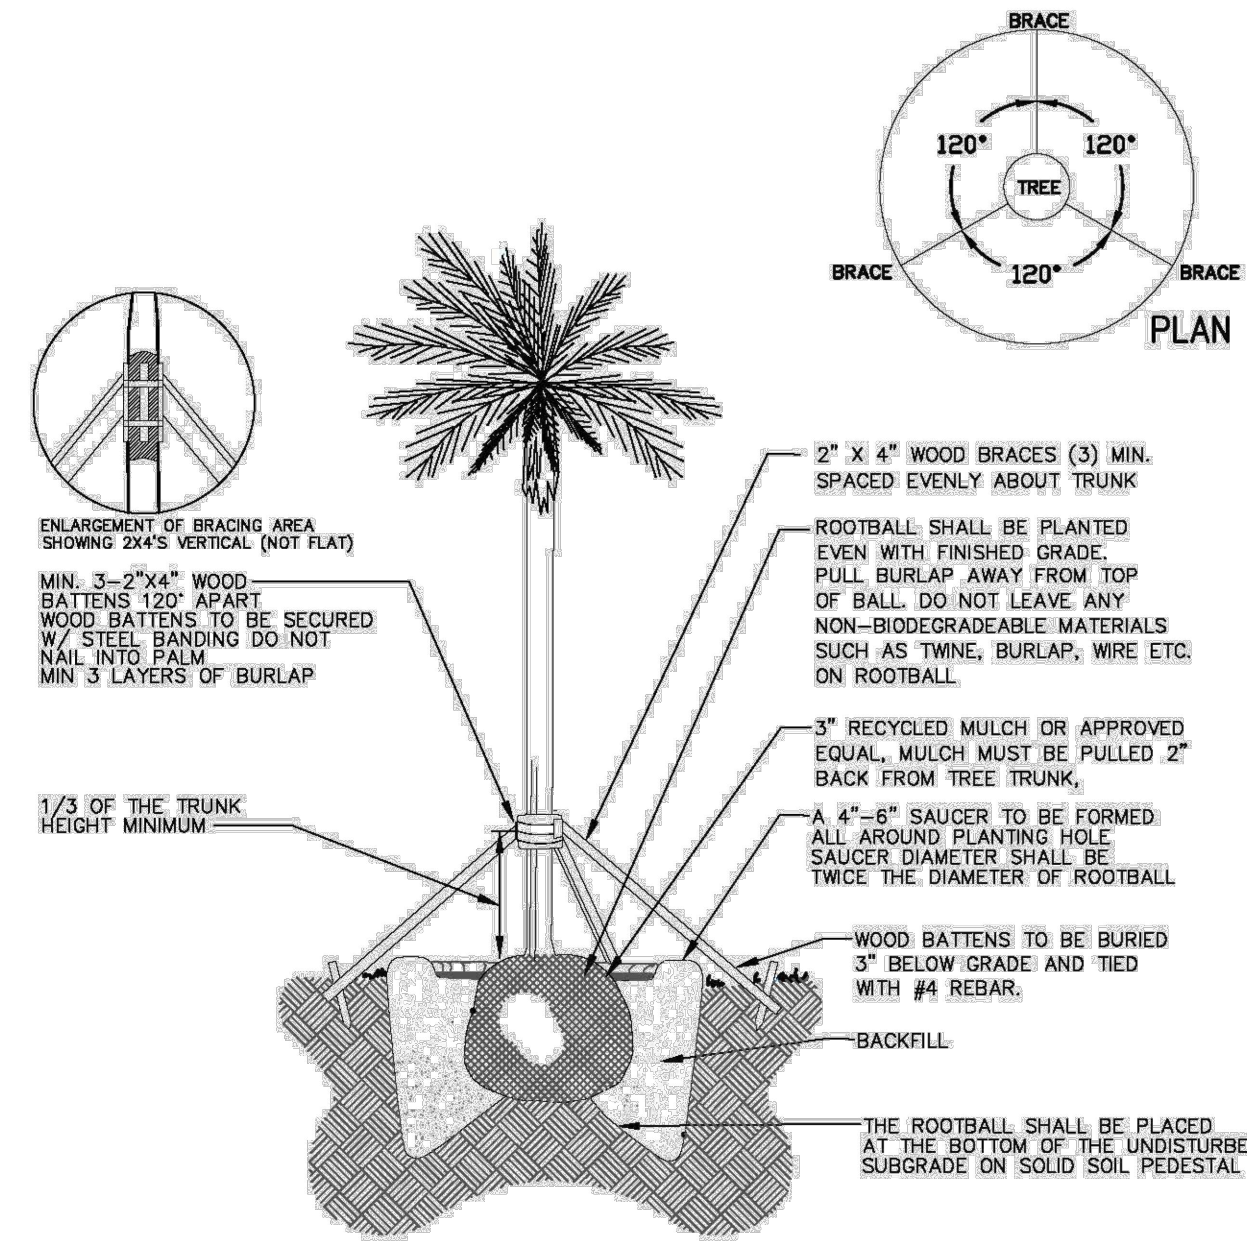 BRACE
120°
120°
TREE
120°
BRACE
BRACE
PLAN
ENLARGEMENT OF BRACING AREA
SHOWING 2X4'S VERTICAL (NOT FLAT)
MIN. 3-2"X4" WOOD
BATTENS 120° APART
WOOD BATTENS TO BE SECURED
W/ STEEL BANDING DO NOT
NAIL INTO PALM
MIN 3 LAYERS OF BURLAP
1/3 OF THE TRUNK
HEIGHT MINIMUM
2" X 4" WOOD BRACES (3) MIN.
SPACED EVENLY ABOUT TRUNK
ROOTBALL SHALL BE PLANTED
EVEN WITH FINISHED GRADE.
PULL BURLAP AWAY FROM TOP
OF BALL. DO NOT LEAVE ANY
NON-BIODEGRADEABLE MATERIALS
SUCH AS TWINE, BURLAP, WIRE ETC.
ON ROOTBALL
3" RECYCLED MULCH OR APPROVED
EQUAL, MULCH MUST BE PULLED 2"
BACK FROM TREE TRUNK,
A 4"-6" SAUCER TO BE FORMED
ALL AROUND PLANTING HOLE
SAUCER DIAMETER SHALL BE
TWICE THE DIAMETER OF ROOTBALL
WOOD BATTENS TO BE BURIED
3" BELOW GRADE AND TIED
WITH #4 REBAR.
BACKFILL
THE ROOTBALL SHALL BE PLACED
AT THE BOTTOM OF THE UNDISTURBE
SUBGRADE ON SOLID SOIL PEDESTAL